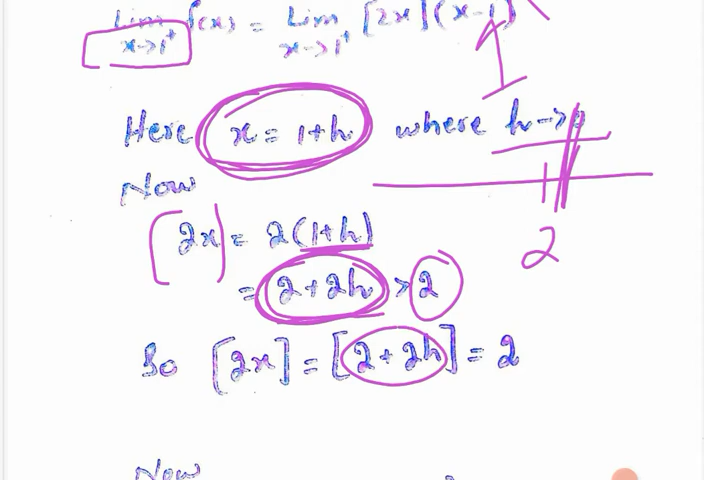 Lim f(x) = Lim [2x](x-1)
x→1⁺ x→1⁺
Here x = 1+h where h→0
Now
[2x] = 2(1+h)
= 2+2h > 2
2
So [2x] = [2+2h] = 2
Now